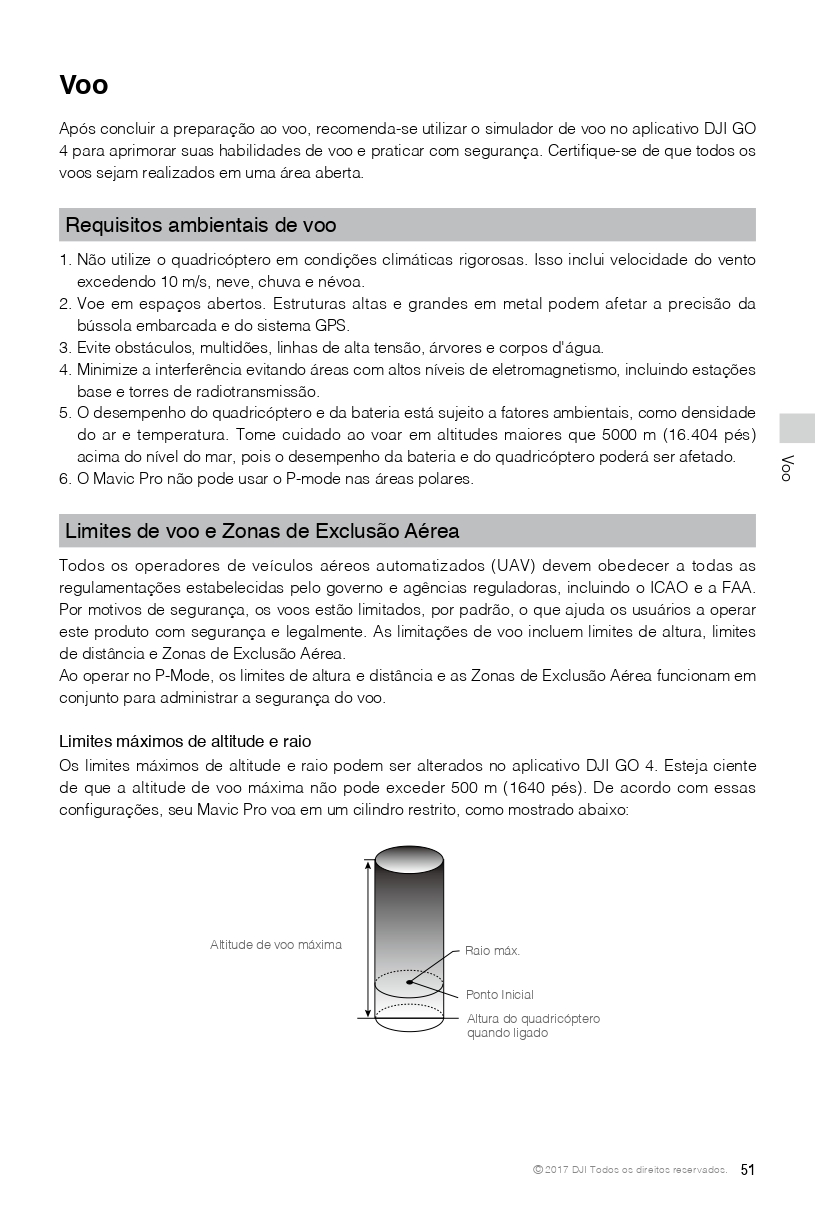 Voo
Após concluir a preparação ao voo, recomenda-se utilizar o simulador de voo no aplicativo DJI GO
4 para aprimorar suas habilidades de voo e praticar com segurança. Certifique-se de que todos os
voos sejam realizados em uma área aberta.
Requisitos ambientais de voo
1. Não utilize o quadricóptero em condições climáticas rigorosas. Isso inclui velocidade do vento
excedendo 10 m/s, neve, chuva e névoa.
2. Voe em espaços abertos. Estruturas altas e grandes em metal podem afetar a precisão da
bússola embarcada e do sistema GPS.
3. Evite obstáculos, multidões, linhas de alta tensão, árvores e corpos d'água.
4. Minimize a interferência evitando áreas com altos níveis de eletromagnetismo, incluindo estações
base e torres de radiotransmissão.
5. O desempenho do quadricóptero e da bateria está sujeito a fatores ambientais, como densidade
do ar e temperatura. Tome cuidado ao voar em altitudes maiores que 5000 m (16.404 pés)
acima do nível do mar, pois o desempenho da bateria e do quadricóptero poderá ser afetado.
6. O Mavic Pro não pode usar o P-mode nas áreas polares.
Voo
Limites de voo e Zonas de Exclusão Aérea
Todos os operadores de veículos aéreos automatizados (UAV) devem obedecer a todas as
regulamentações estabelecidas pelo governo e agências reguladoras, incluindo o ICAO e a FAA.
Por motivos de segurança, os voos estão limitados, por padrão, o que ajuda os usuários a operar
este produto com segurança e legalmente. As limitações de voo incluem limites de altura, limites
de distância e Zonas de Exclusão Aérea.
Ao operar no P-Mode, os limites de altura e distância e as Zonas de Exclusão Aérea funcionam em
conjunto para administrar a segurança do voo.
Limites máximos de altitude e raio
Os limites máximos de altitude e raio podem ser alterados no aplicativo DJI GO 4. Esteja ciente
de que a altitude de voo máxima não pode exceder 500 m (1640 pés). De acordo com essas
configurações, seu Mavic Pro voa em um cilindro restrito, como mostrado abaixo:
Altitude de voo máxima
Raio máx.
Ponto Inicial
Altura do quadricóptero
quando ligado
© 2017 DJI Todos os direitos reservados. 51